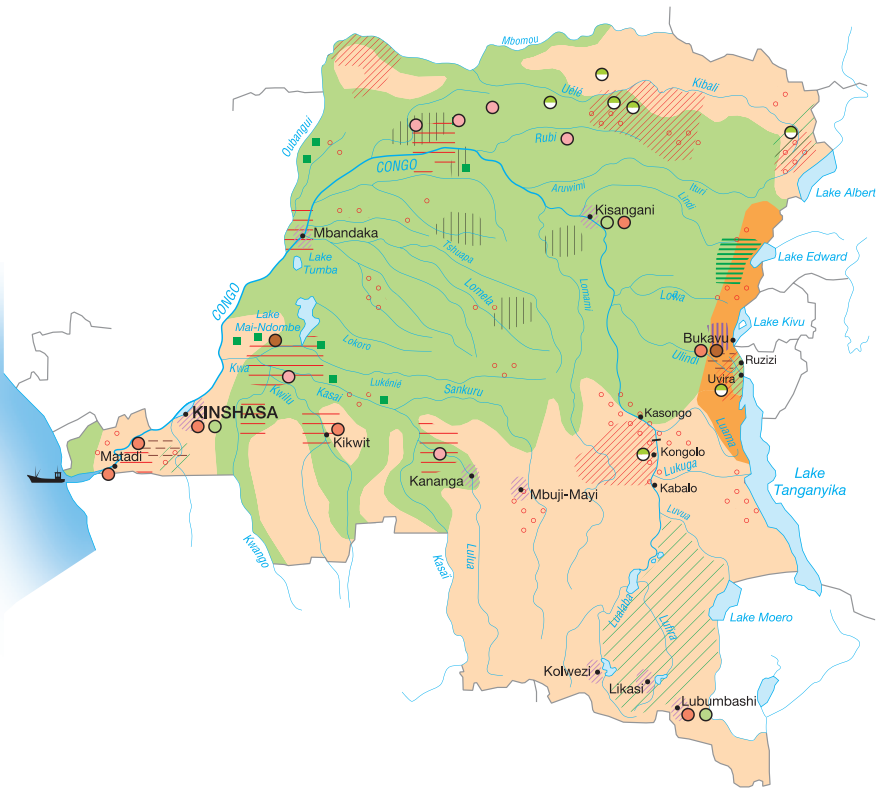 Mbomou
Uélé
Kibali
Oubangui
Rubi
CONGO
Aruwimi
Ituri
Lindi
Lake Albert
Kisangani
Mbandaka
Lake
Tumba
Tshuapa
Lake Edward
CONGO
Lomela
Lomami
Lowa
Lake
Mai-Ndombe
Lokoro
Lake Kivu
Bukavu
Ulindi
Ruzizi
Kwa
Lukénié
Sankuru
Uvira
Kasai
Kwilu
KINSHASA
Kasongo
Luama
Kikwit
Matadi
Kongolo
Lukuga
Kananga
Kabalo
Lake
Tanganyika
Mbuji-Mayi
Luvua
Kwango
Kasai
Lulua
Lualaba
Lufira
Lake Moero
Kolwezi
Likasi
Lubumbashi